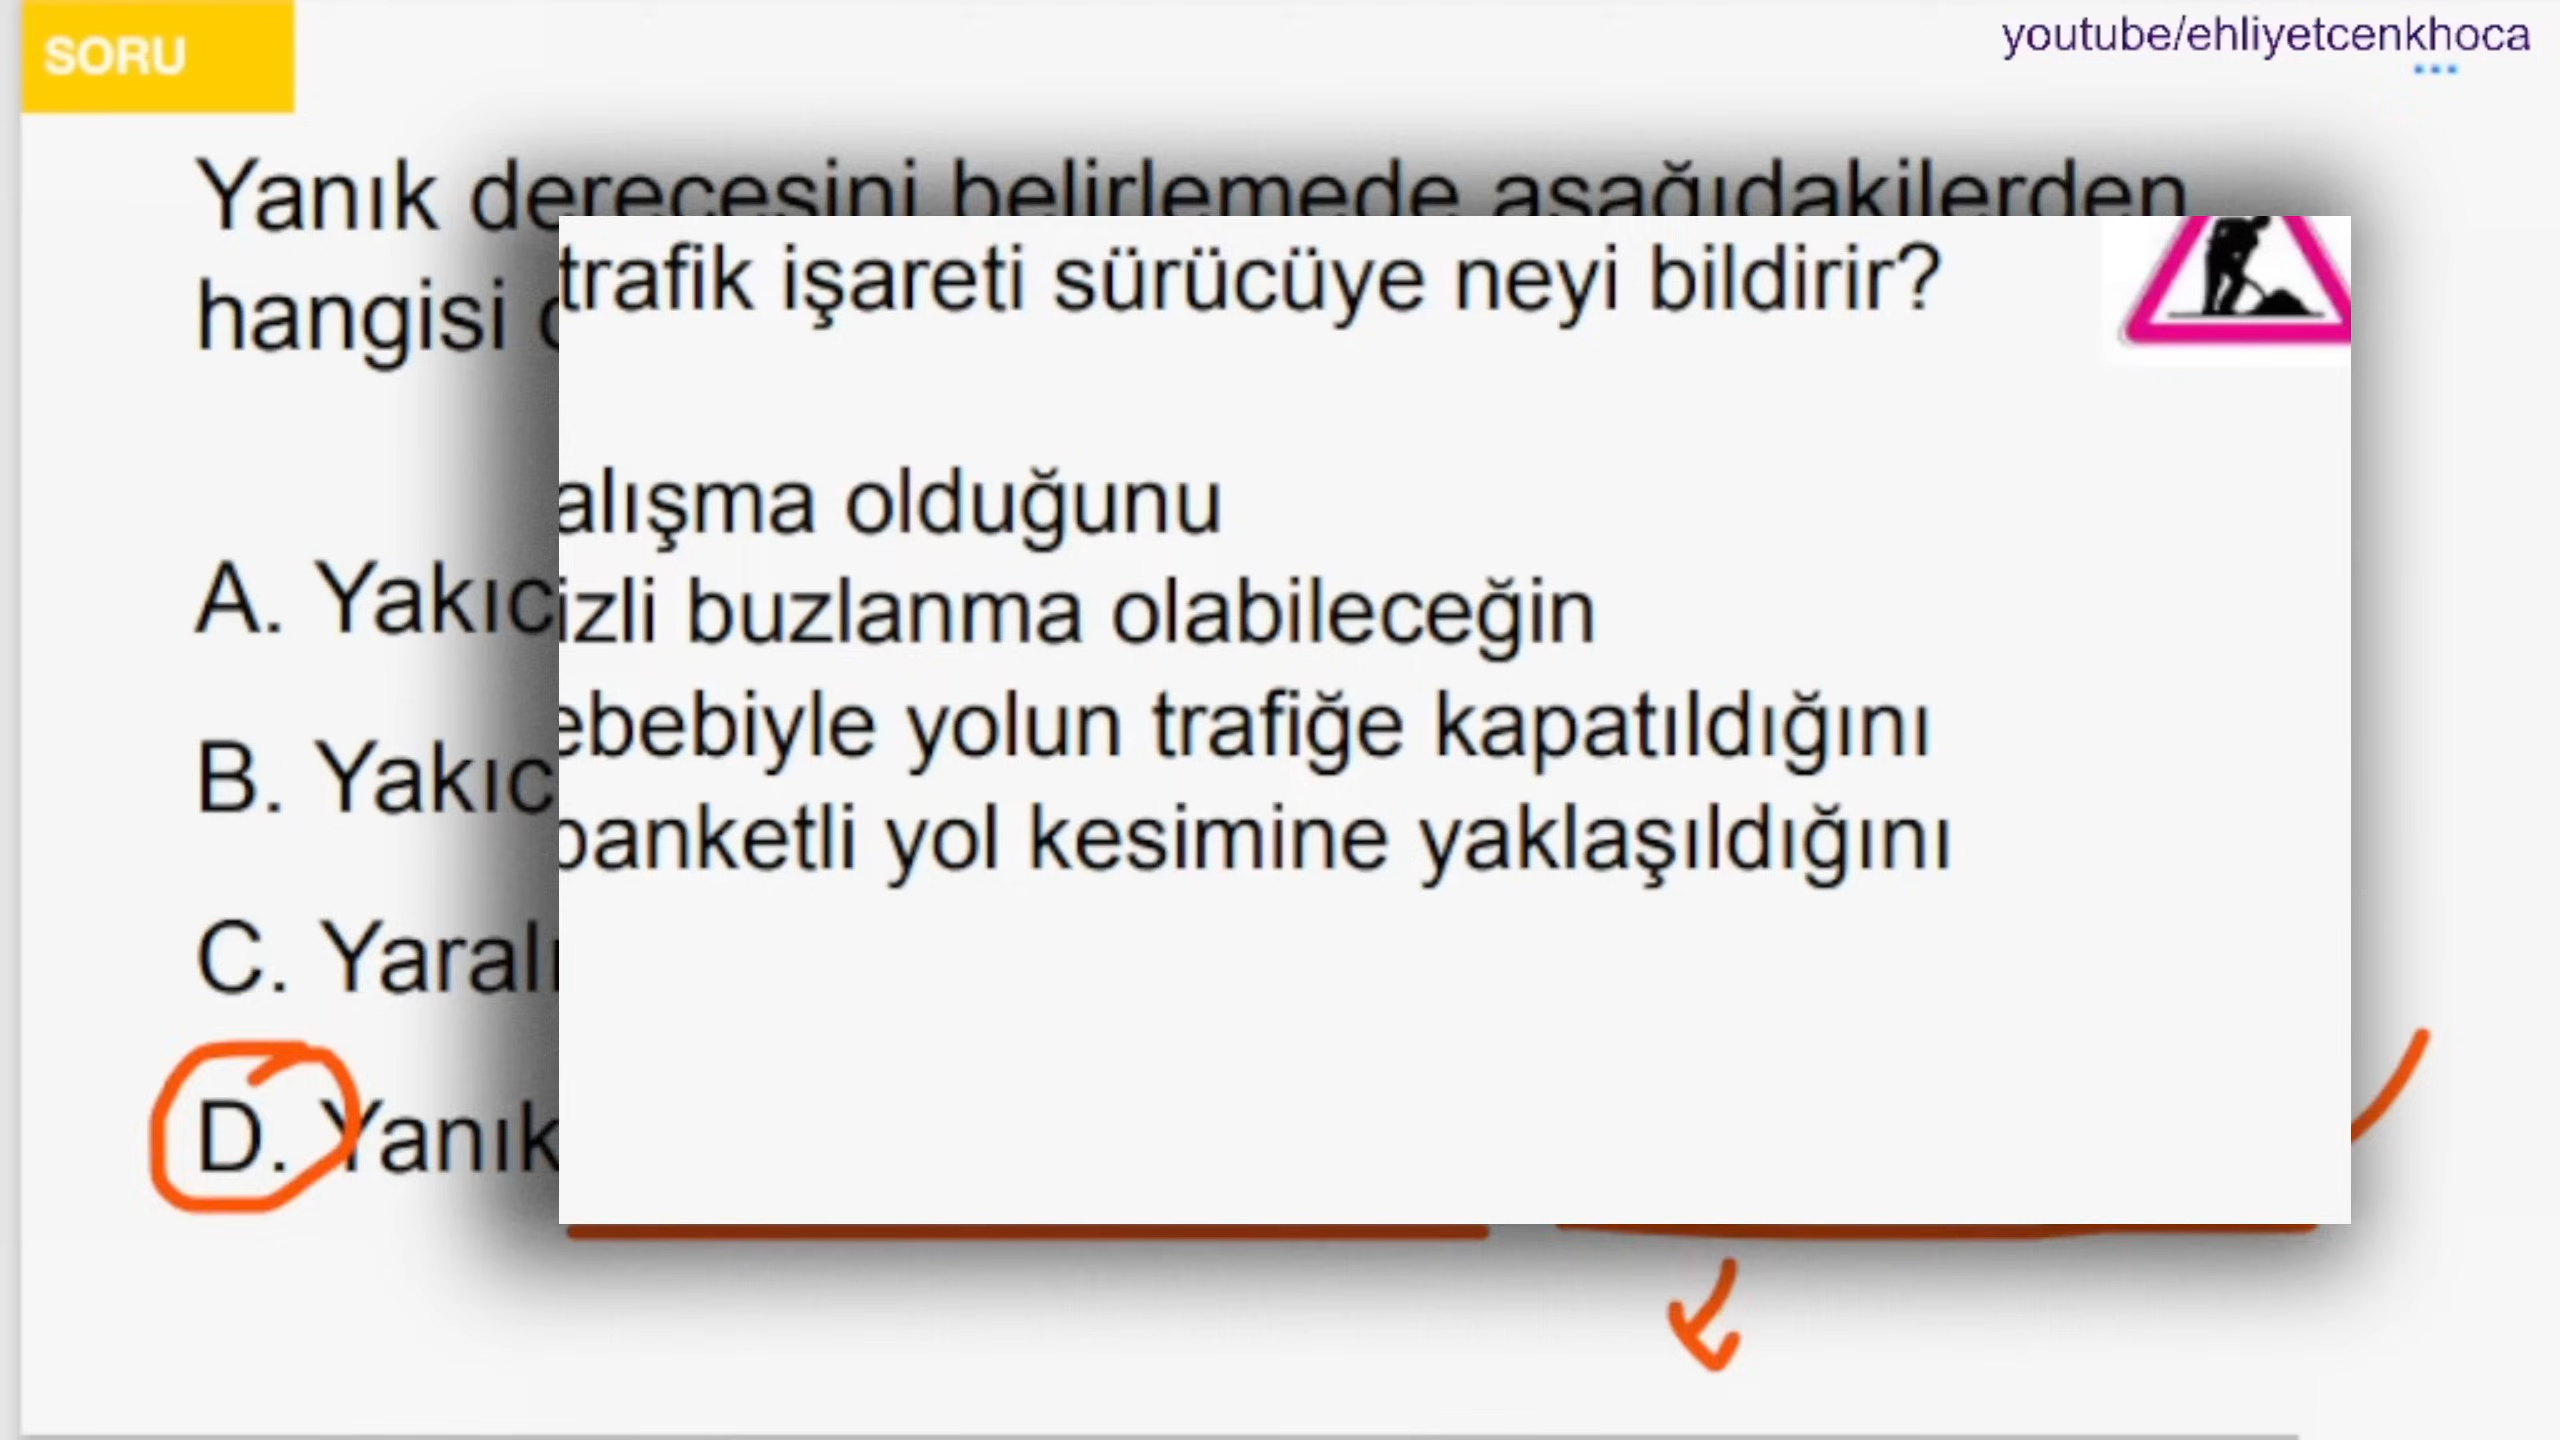 SORU
youtube/ehliyetcenkhoca
Yanık derecesini belirlemede aşağıdakilerden
hangisi
trafik işareti sürücüye neyi bildirir?
alışma olduğunu
izli buzlanma olabileceğin
ebebiyle yolun trafiğe kapatıldığını
banketli yol kesimine yaklaşıldığını
A. Yakıc
B. Yakıc
C. Yaralı
D. Yanık